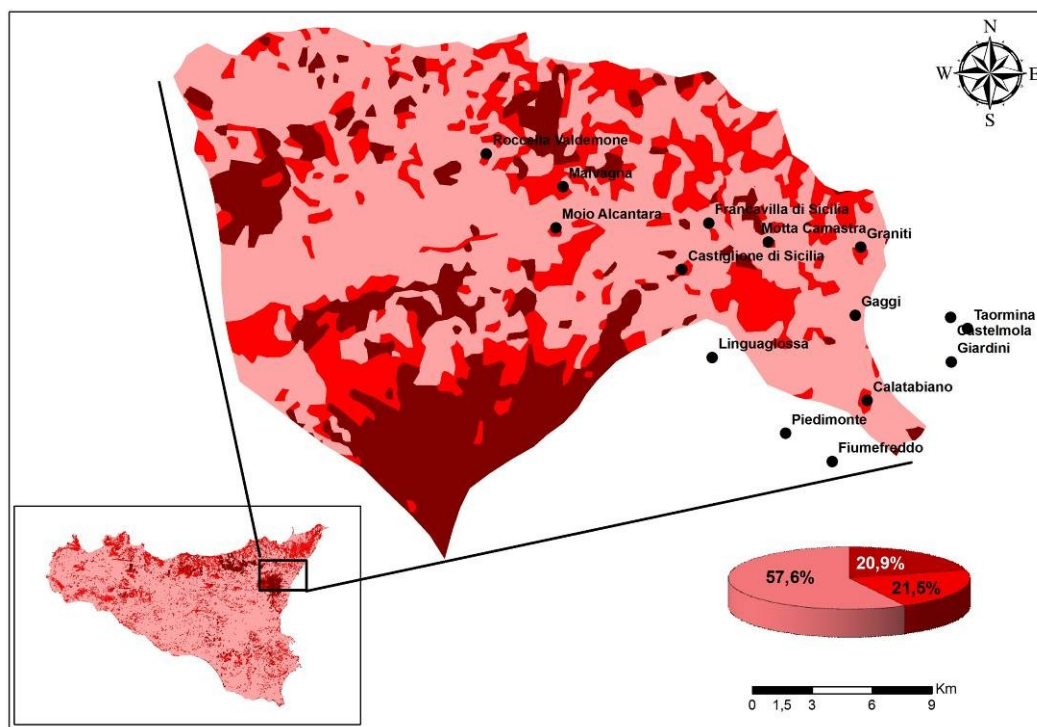 N
W E
S
Roccella Valdemone
Malvagna
Moio Alcantara
Francavilla di Sicilia
Motta Camastra
Graniti
Castiglione di Sicilia
Gaggi
Taormina
Castelmola
Giardini
Linguaglossa
Calatabiano
Piedimonte
Fiumefreddo
57,6%
20,9%
21,5%
Km
0 1,5 3 6 9